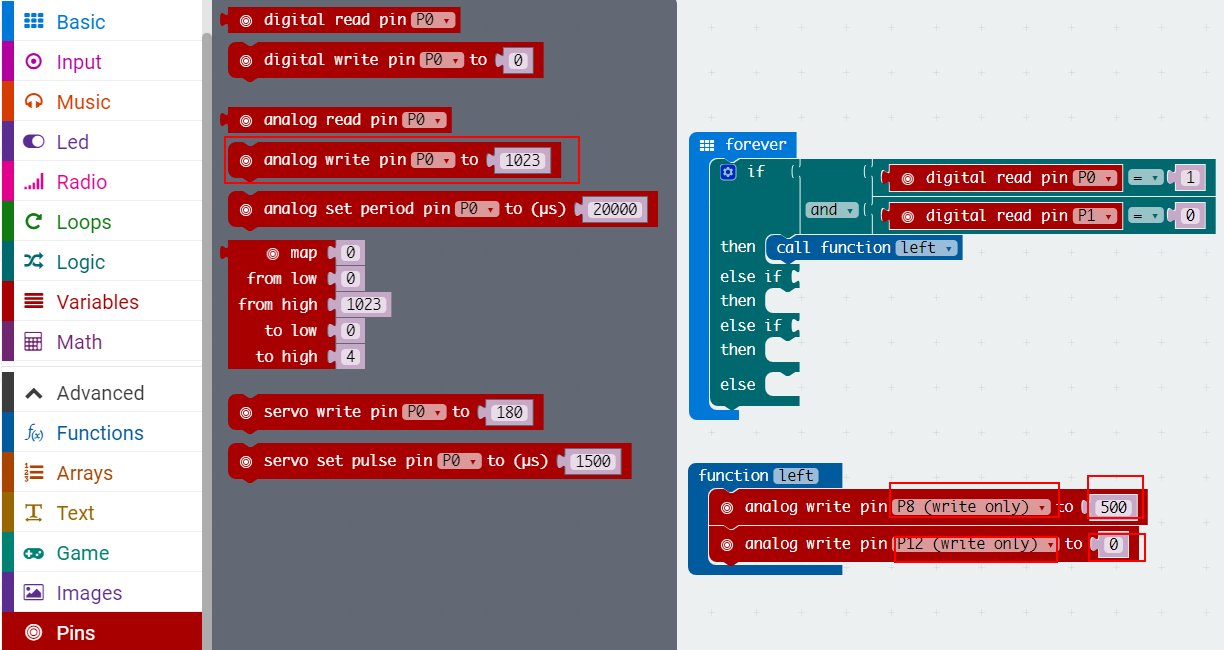 Basic
Input
Music
Led
Radio
Loops
Logic
Variables
Math
Advanced
Functions
Arrays
Text
Game
Images
Pins
digital read pin P0
digital write pin P0 to 0
analog read pin P0
analog write pin P0 to 1023
analog set period pin P0 to (µs) 20000
map 0
from low 0
from high 1023
to low 0
to high 4
servo write pin P0 to 180
servo set pulse pin P0 to (µs) 1500
forever
if digital read pin P0 = 1
and digital read pin P1 = 0
then call function left
else if
then
else if
then
else
function left
analog write pin P8 (write only) to 500
analog write pin P12 (write only) to 0